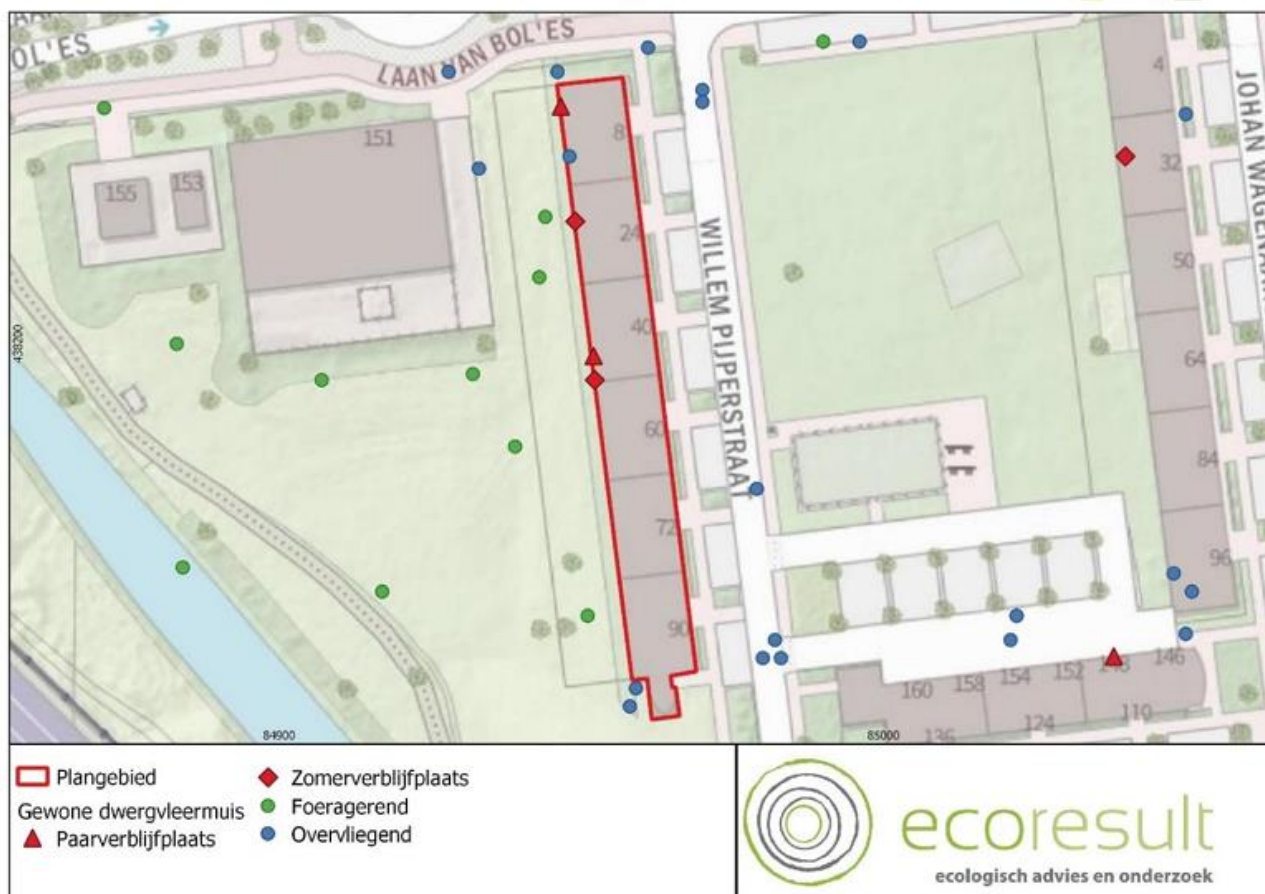 LAAN VAN BOL'ES
BOL'ES
4
151
8
32
JOHAN WAGENAA
155
153
24
50
WILLEM PIJPERSTRAAT
40
64
438200
60
84
72
96
90
160
158
154
152
148
146
136
124
110
84900
85000
Plangebied
Gewone dwergvleermuis
Paarverblijfplaats
Zomerverblijfplaats
Foeragerend
Overvliegend
ecoresult
ecologisch advies en onderzoek